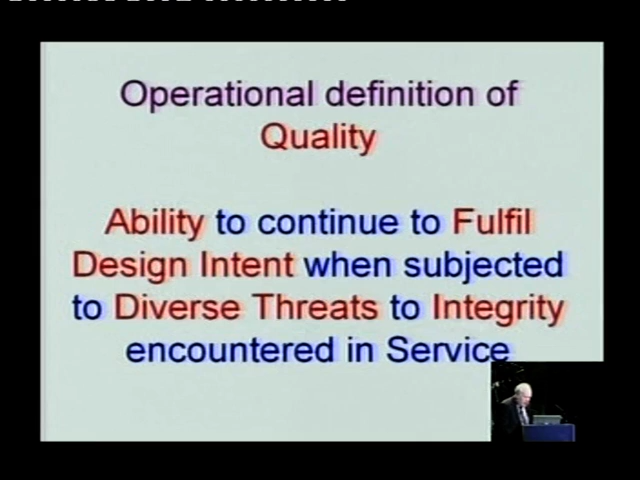 Operational definition of
Quality
Ability to continue to Fulfil
Design Intent when subjected
to Diverse Threats to Integrity
encountered in Service